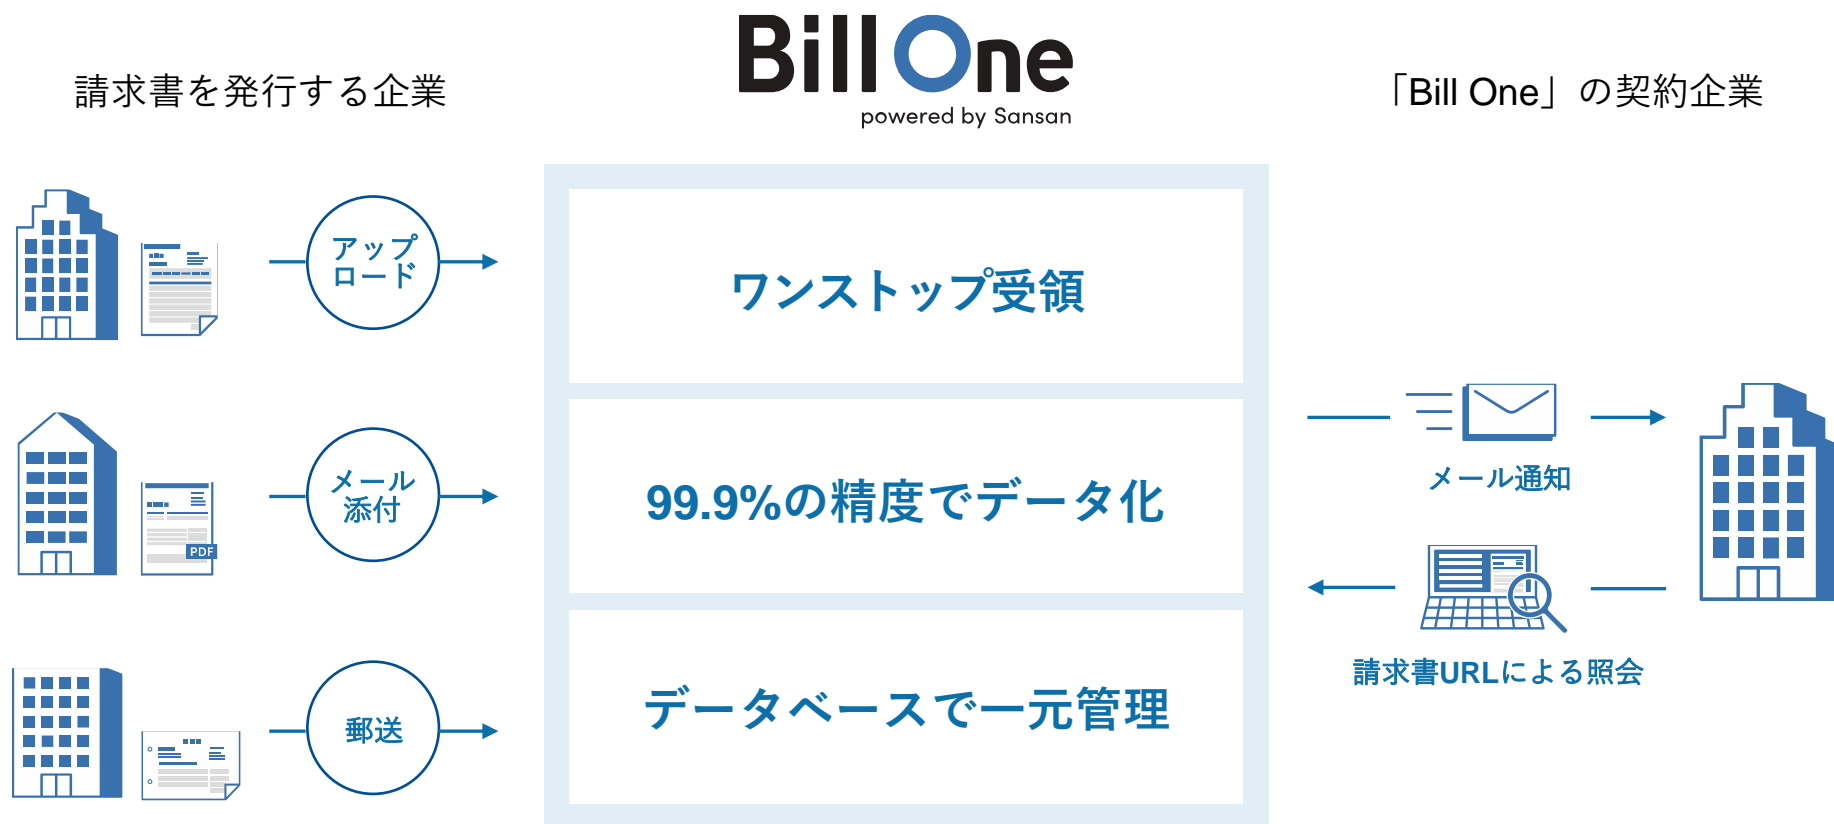 Bill One
powered by Sansan
請求書を発行する企業
「Bill One」の契約企業
アップ
ロード
メール
添付
PDF
郵送
ワンストップ受領
99.9%の精度でデータ化
データベースで一元管理
メール通知
請求書URLによる照会